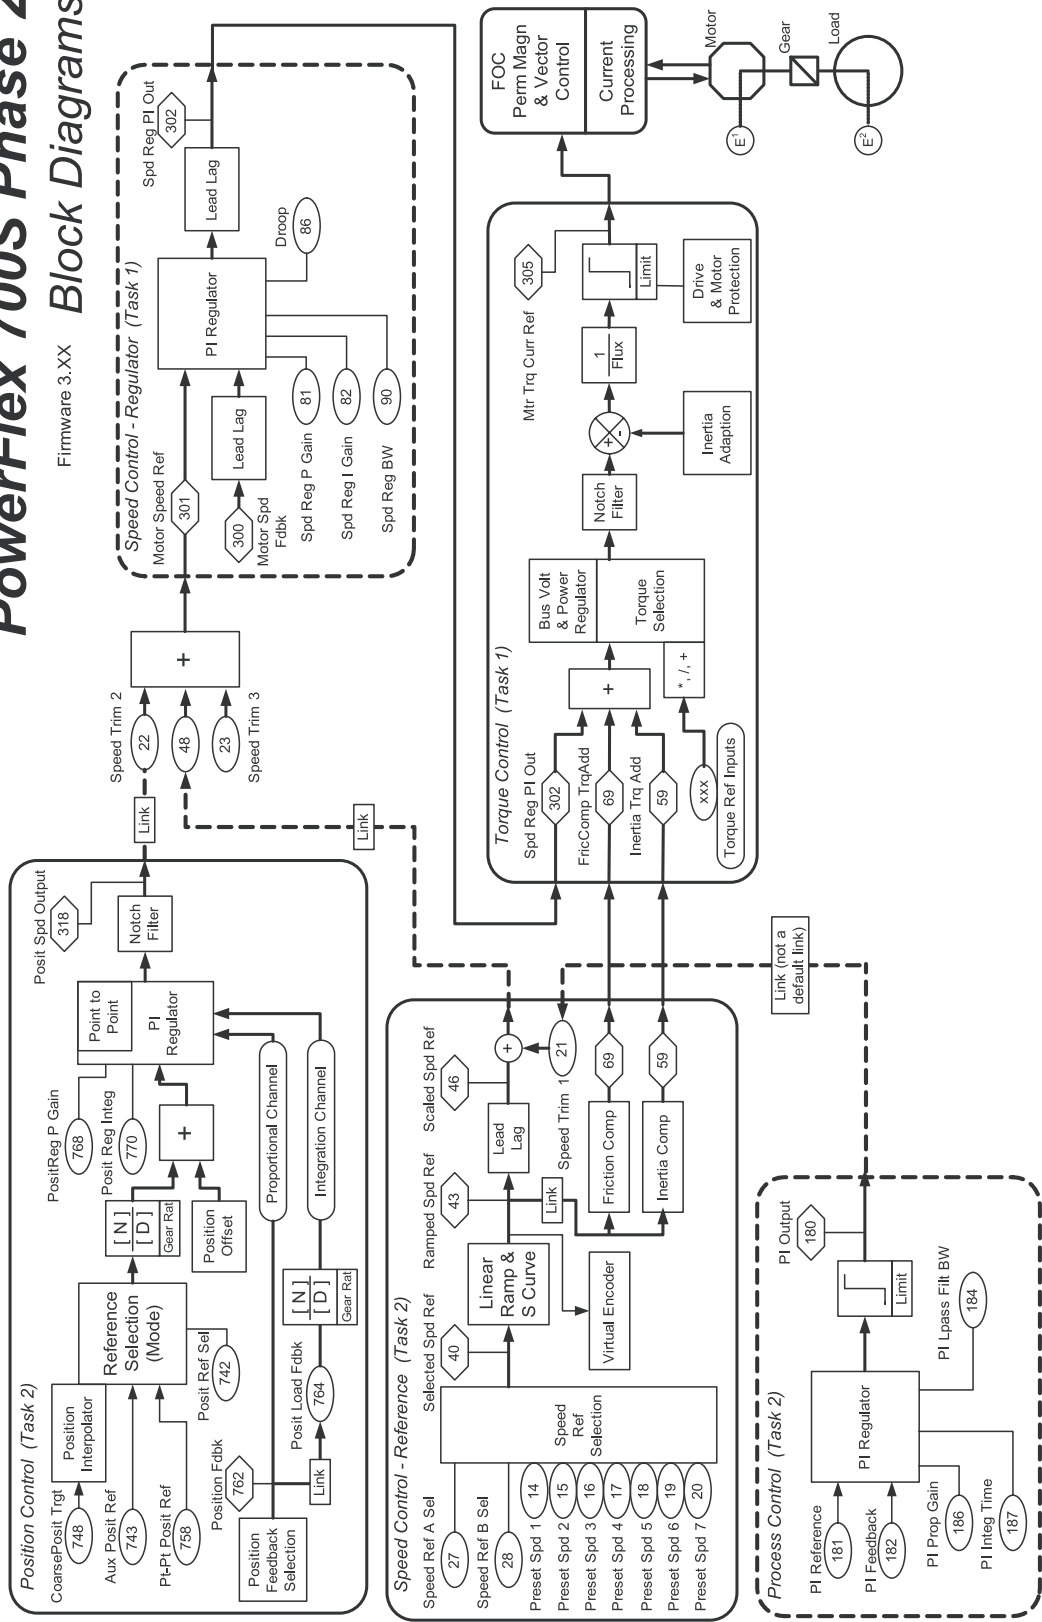 PowerFlex 700S Phase 2
Block Diagrams
Firmware 3.XX
Position Control (Task 2)
CoarsePosit Trgt
748
Position
Interpolator
Aux Posit Ref
743
Pt-Pt Posit Ref
758
Reference
Selection
(Mode)
Posit Ref Sel
742
[ N ]
[ D ]
Gear Rat
Position
Offset
+
PositReg P Gain
768
Posit Reg Integ
770
Point to
Point
PI
Regulator
Notch
Filter
Posit Spd Output
318
Position Fdbk
762
Position
Feedback
Selection
Link
Posit Load Fdbk
764
[ N ]
[ D ]
Gear Rat
Proportional Channel
Integration Channel
Link
Speed Trim 2
22
48
23
Speed Trim 3
+
Link
Speed Control - Regulator (Task 1)
Motor Speed Ref
301
300
Motor Spd
Fdbk
Lead Lag
PI Regulator
Spd Reg P Gain
81
Spd Reg I Gain
82
Spd Reg BW
90
Droop
86
Lead Lag
Spd Reg PI Out
302
Speed Control - Reference (Task 2)
Speed Ref A Sel
27
Speed Ref B Sel
28
Preset Spd 1
14
Preset Spd 2
15
Preset Spd 3
16
Preset Spd 4
17
Preset Spd 5
18
Preset Spd 6
19
Preset Spd 7
20
Speed
Ref
Selection
Selected Spd Ref
40
Linear
Ramp &
S Curve
Virtual Encoder
Ramped Spd Ref
43
Link
Lead
Lag
Scaled Spd Ref
46
+
Speed Trim 1
21
Friction Comp
69
Inertia Comp
59
Torque Control (Task 1)
Spd Reg PI Out
302
FricComp TrqAdd
69
Inertia Trq Add
59
xxx
Torque Ref Inputs
+
*, /, +
Bus Volt
& Power
Regulator
Torque
Selection
Notch
Filter
+
-
Inertia
Adaption
1
Flux
Mtr Trq Curr Ref
305
Limit
Drive
& Motor
Protection
FOC
Perm Magn
& Vector
Control
Current
Processing
Motor
Gear
Load
E1
E2
Process Control (Task 2)
PI Reference
181
PI Feedback
182
PI Prop Gain
186
PI Integ Time
187
PI Regulator
PI Lpass Filt BW
184
Limit
PI Output
180
Link (not a
default link)